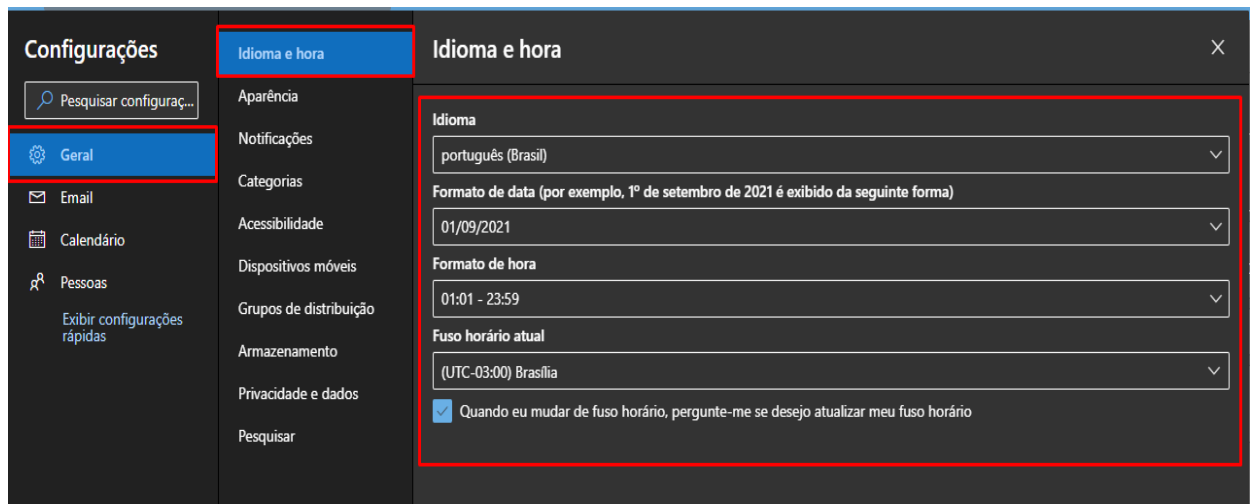 Configurações
Pesquisar configuraç...
Geral
Email
Calendário
Pessoas
Exibir configurações
rápidas
Idioma e hora
Aparência
Notificações
Categorias
Acessibilidade
Dispositivos móveis
Grupos de distribuição
Armazenamento
Privacidade e dados
Pesquisar
Idioma e hora
Idioma
português (Brasil)
Formato de data (por exemplo, 1º de setembro de 2021 é exibido da seguinte forma)
01/09/2021
Formato de hora
01:01 - 23:59
Fuso horário atual
(UTC-03:00) Brasília
Quando eu mudar de fuso horário, pergunte-me se desejo atualizar meu fuso horário